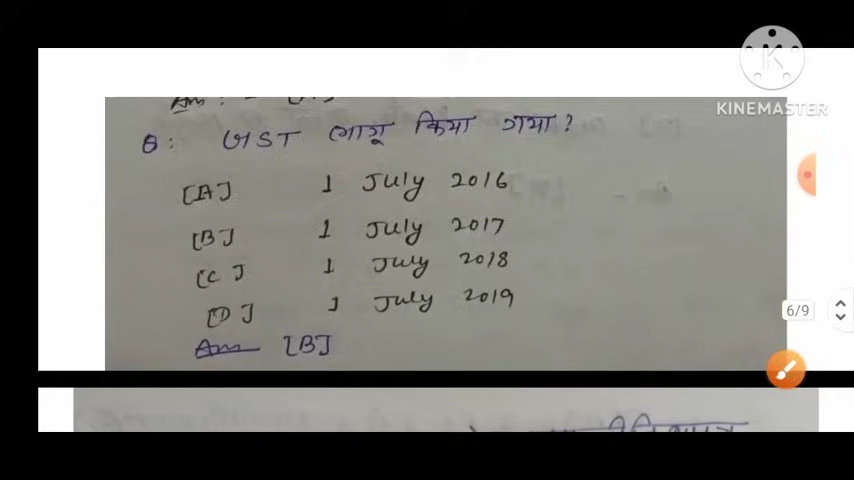 KINEMASTER
Q: GST लागू किया गया?
[A] 1 July 2016
[B] 1 July 2017
[C] 1 July 2018
[D] 1 July 2019
6/9
Ans [B]